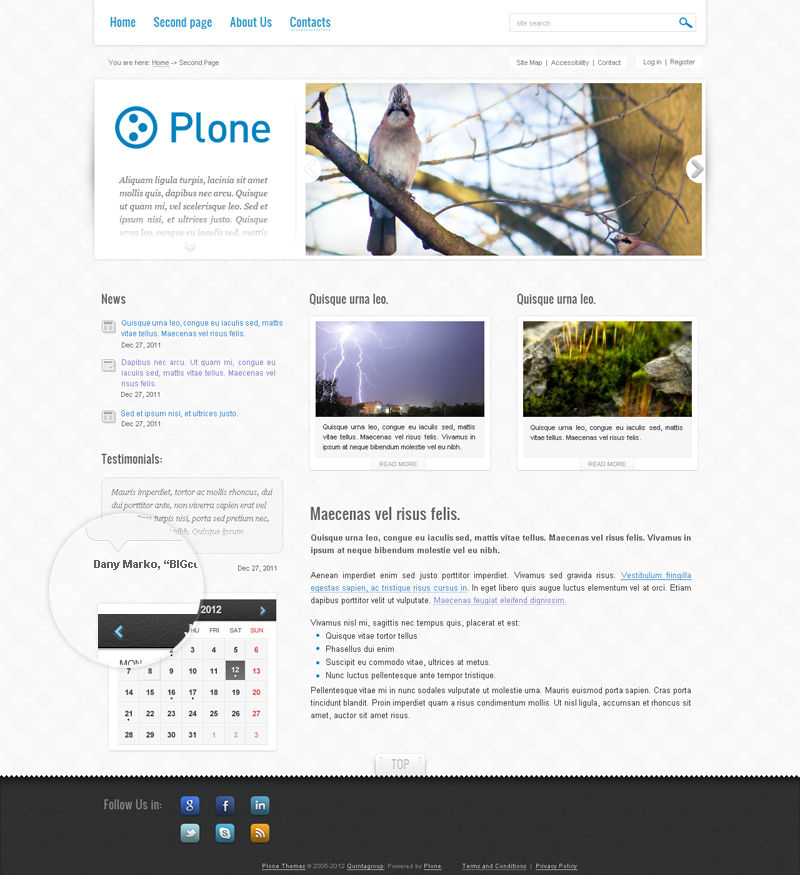 Home Second page About Us Contacts
site search
You are here: Home -> Second Page
Site Map | Accessibility | Contact
Log in | Register
Plone
Aliquam ligula turpis, lacinia sit amet
mollis quis, dapibus nec arcu. Quisque
ut quam mi, vel scelerisque leo. Sed et
ipsum nisi, et ultrices justo. Quisque
urna leo, congue eu iaculis sed, mattis
News
Quisque urna leo, congue eu iaculis sed, mattis
vitae tellus. Maecenas vel risus felis.
Dec 27, 2011
Dapibus nec arcu. Ut quam mi, congue eu
iaculis sed, mattis vitae tellus. Maecenas vel
risus felis.
Dec 27, 2011
Sed et ipsum nisi, et ultrices justo.
Dec 27, 2011
Testimonials:
Mauris imperdiet, tortor ac mollis rhoncus, dui
dui porttitor ante, non viverra sapien erat vel
turpis nisi, porta sed pretium nec,
nibh. Quisque ipsum
Dany Marko, “BIGcu
Dec 27, 2011
2012
MON
THU FRI SAT SUN
2 3 4 5 6
7 8 9 10 11 12 13
14 15 16 17 18 19 20
21 22 23 24 25 26 27
28 29 30 31 1 2 3
Quisque urna leo.
Quisque urna leo, congue eu iaculis sed, mattis
vitae tellus. Maecenas vel risus felis. Vivamus in
ipsum at neque bibendum molestie vel eu nibh.
READ MORE
Quisque urna leo.
Quisque urna leo, congue eu iaculis sed, mattis
vitae tellus. Maecenas vel risus felis.
READ MORE
Maecenas vel risus felis.
Quisque urna leo, congue eu iaculis sed, mattis vitae tellus. Maecenas vel risus felis. Vivamus in
ipsum at neque bibendum molestie vel eu nibh.
Aenean imperdiet enim sed justo porttitor imperdiet. Vivamus sed gravida risus. Vestibulum fringilla
egestas sapien, ac tristique risus cursus in. In eget libero quis augue luctus elementum vel at orci. Etiam
dapibus porttitor velit ut vulputate. Maecenas feugiat eleifend dignissim.
Vivamus nisl mi, sagittis nec tempus quis, placerat et est:
Quisque vitae tortor tellus
Phasellus dui enim
Suscipit eu commodo vitae, ultrices at metus.
Nunc luctus pellentesque ante tempor tristique.
Pellentesque vitae mi in nunc sodales vulputate ut molestie urna. Mauris euismod porta sapien. Cras porta
tincidunt blandit. Proin imperdiet quam a risus condimentum mollis. Ut nisl ligula, accumsan et rhoncus sit
amet, auctor sit amet risus.
TOP
Follow Us in:
Plone Themes © 2005-2012 Quintagroup. Powered by Plone.
Terms and Conditions | Privacy Policy